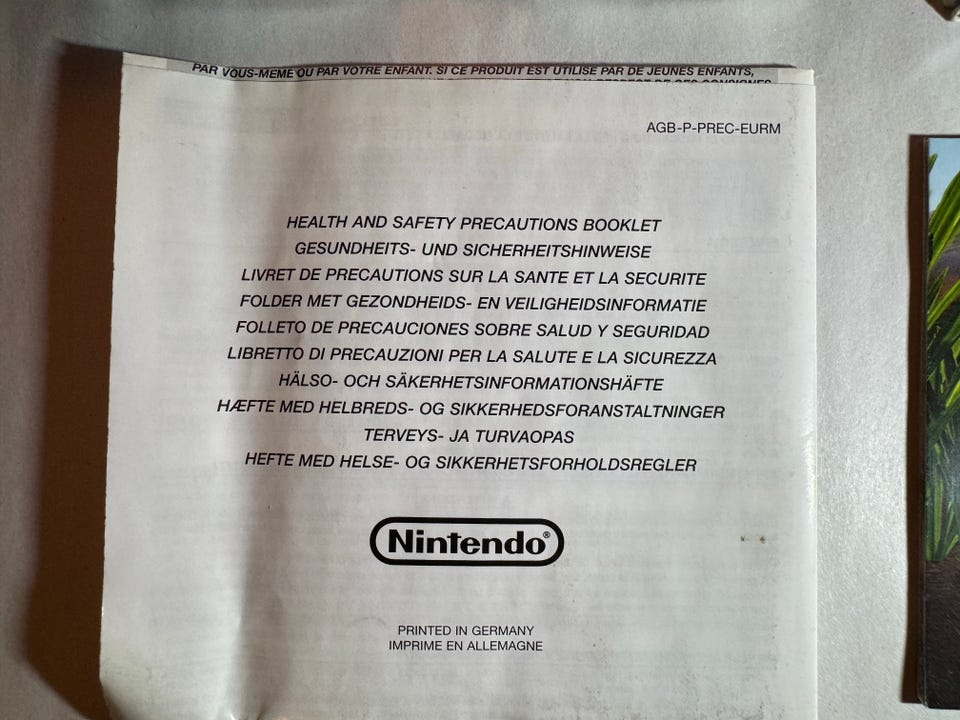 PAR VOUS-MEME OU PAR VOTRE ENFANT. SI CE PRODUIT EST UTILISE PAR DE JEUNES ENFANTS,
AGB-P-PREC-EURM
HEALTH AND SAFETY PRECAUTIONS BOOKLET
GESUNDHEITS- UND SICHERHEITSHINWEISE
LIVRET DE PRECAUTIONS SUR LA SANTE ET LA SECURITE
FOLDER MET GEZONDHEIDS- EN VEILIGHEIDSINFORMATIE
FOLLETO DE PRECAUCIONES SOBRE SALUD Y SEGURIDAD
LIBRETTO DI PRECAUZIONI PER LA SALUTE E LA SICUREZZA
HÄLSO- OCH SÄKERHETSINFORMATIONSHÄFTE
HÆFTE MED HELBREDS- OG SIKKERHEDSFORANSTALTNINGER
TERVEYS- JA TURVAOPAS
HEFTE MED HELSE- OG SIKKERHETSFORHOLDSREGLER
Nintendo®
PRINTED IN GERMANY
IMPRIME EN ALLEMAGNE